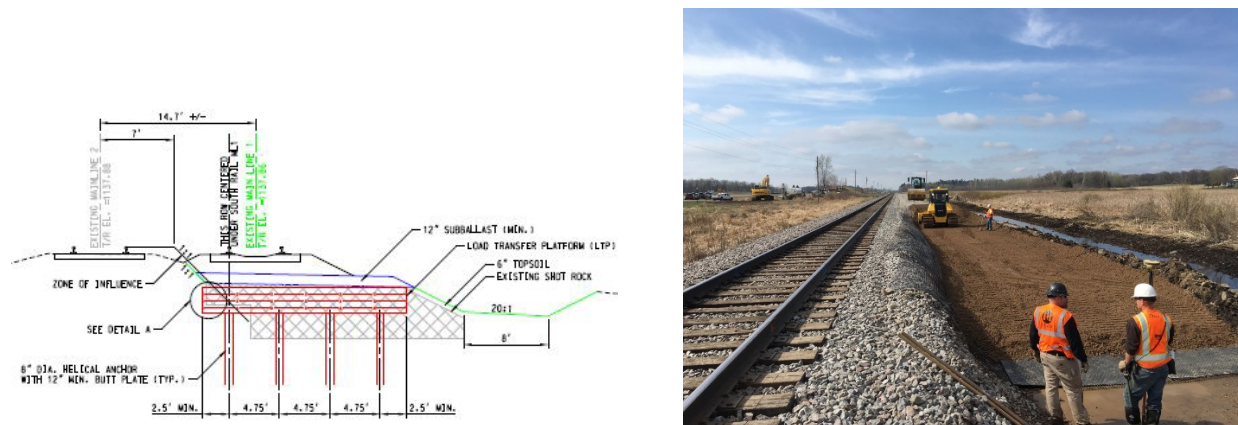 14.7' +/-
7'
EXISTING MAINLINE 2
T/R EL. =1137.88
THIS ROW CENTERED
UNDER SOUTH RAIL ML1
EXISTING MAIN LINE 1
T/R EL. =1137.86
12" SUBBALLAST (MIN.)
LOAD TRANSFER PLATFORM (LTP)
6" TOPSOIL
EXISTING SHOT ROCK
ZONE OF INFLUENCE
20:1
SEE DETAIL A
8'
8" DIA. HELICAL ANCHOR
WITH 12" MIN. BUTT PLATE (TYP.)
2.5' MIN.
4.75'
4.75'
4.75'
2.5' MIN.